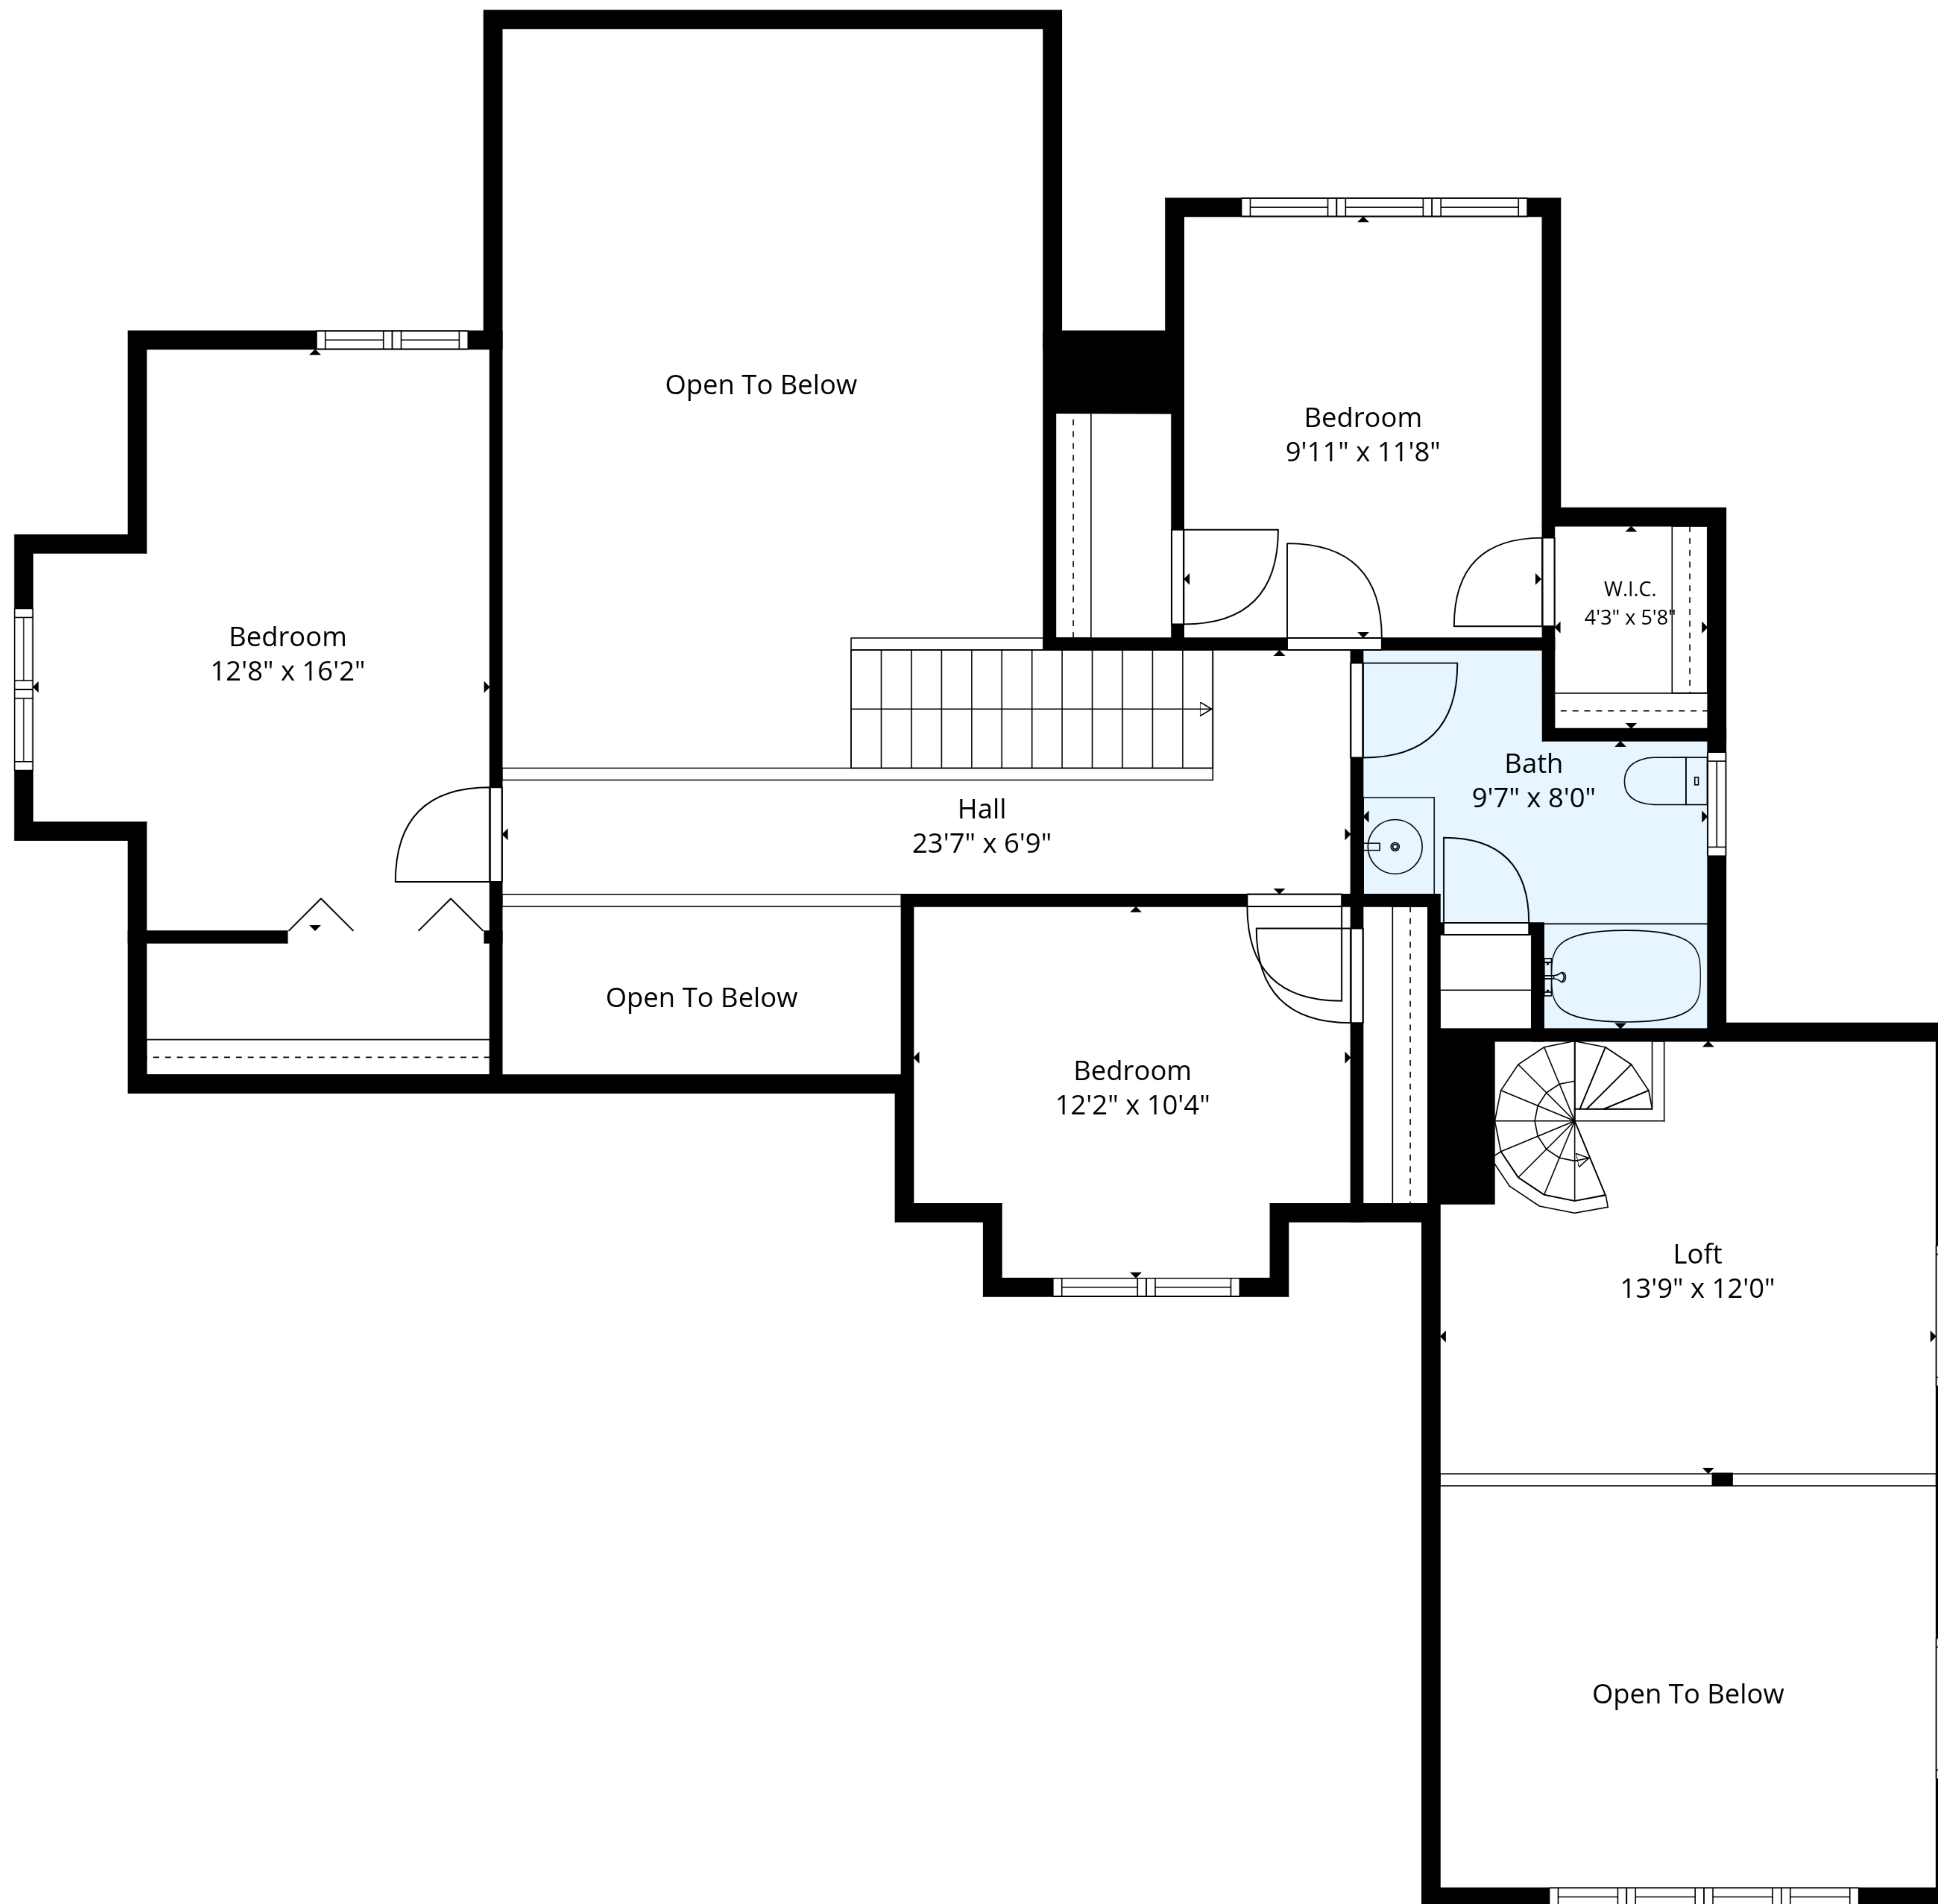 Open To Below
Bedroom
9'11" x 11'8"
W.I.C.
4'3" x 5'8"
Bedroom
12'8" x 16'2"
Bath
9'7" x 8'0"
Hall
23'7" x 6'9"
Open To Below
Bedroom
12'2" x 10'4"
Loft
13'9" x 12'0"
Open To Below